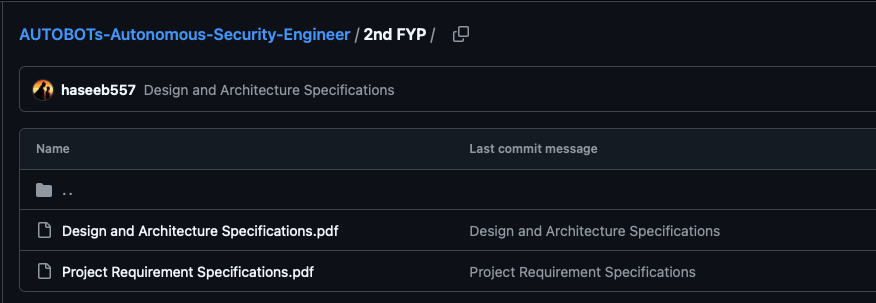 AUTOBOTs-Autonomous-Security-Engineer / 2nd FYP /
haseeb557 Design and Architecture Specifications
Name Last commit message
..
Design and Architecture Specifications.pdf Design and Architecture Specifications
Project Requirement Specifications.pdf Project Requirement Specifications